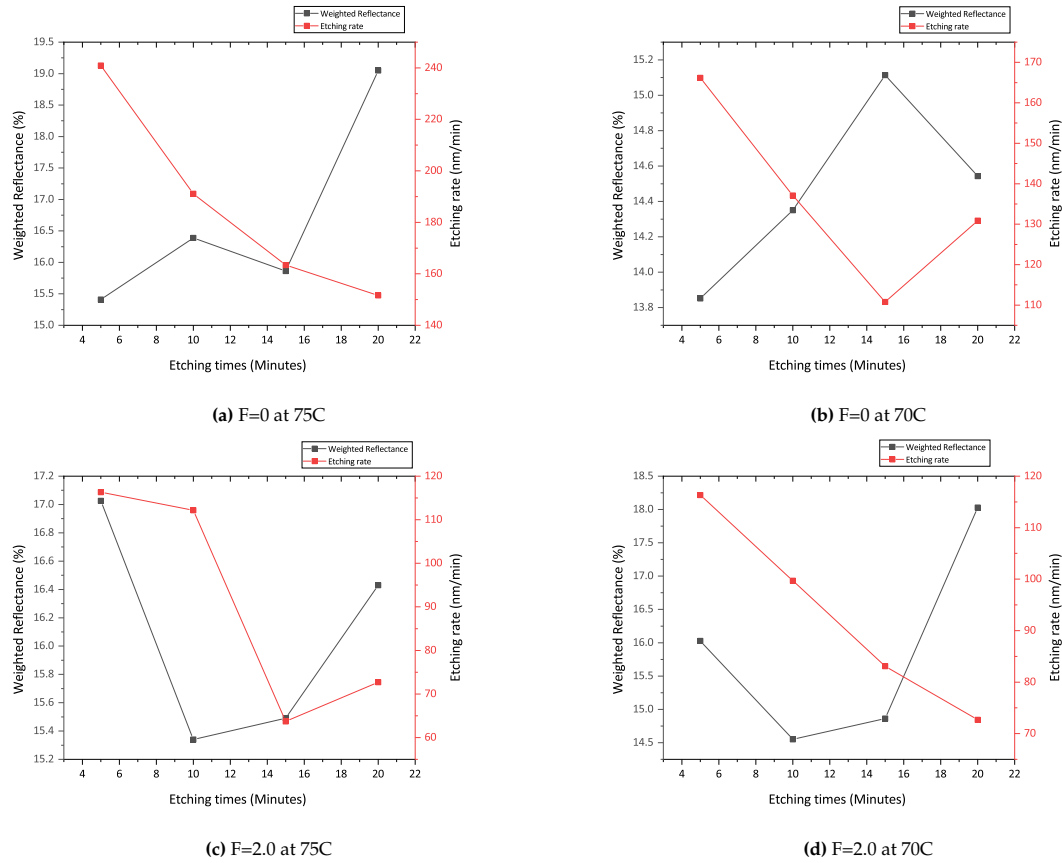 Weighted Reflectance
Etching rate
19.5
19.0
18.5
18.0
17.5
17.0
16.5
16.0
15.5
15.0
Weighted Reflectance (%)
240
220
200
180
160
140
Etching rate (nm/min)
4 6 8 10 12 14 16 18 20 22
Etching times (Minutes)
(a) F=0 at 75C
Weighted Reflectance
Etching rate
15.2
15.0
14.8
14.6
14.4
14.2
14.0
13.8
Weighted Reflectance (%)
170
160
150
140
130
120
110
Etching rate (nm/min)
4 6 8 10 12 14 16 18 20 22
Etching times (Minutes)
(b) F=0 at 70C
Weighted Reflectance
Etching rate
17.2
17.0
16.8
16.6
16.4
16.2
16.0
15.8
15.6
15.4
15.2
Weighted Reflectance (%)
120
110
100
90
80
70
60
Etching rate (nm/min)
4 6 8 10 12 14 16 18 20 22
Etching times (Minutes)
(c) F=2.0 at 75C
Weighted Reflectance
Etching rate
18.5
18.0
17.5
17.0
16.5
16.0
15.5
15.0
14.5
Weighted Reflectance (%)
120
110
100
90
80
70
Etching rate (nm/min)
4 6 8 10 12 14 16 18 20 22
Etching times (Minutes)
(d) F=2.0 at 70C